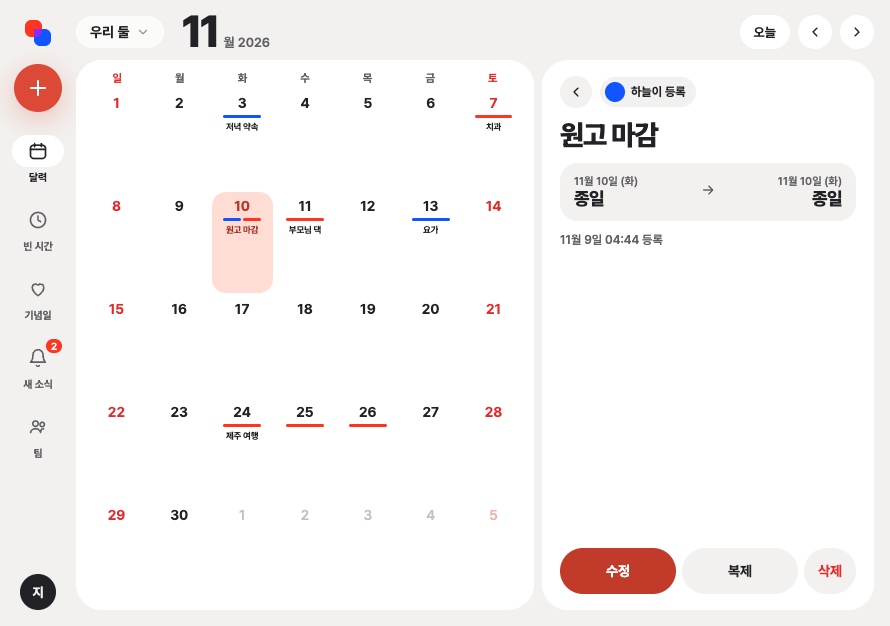 우리 둘
11 월 2026
오늘
일 월 화 수 목 금 토
1 2 3 4 5 6 7
저녁 약속 치과
8 9 10 11 12 13 14
원고 마감 부모님 댁 요가
15 16 17 18 19 20 21
22 23 24 25 26 27 28
제주 여행
29 30 1 2 3 4 5
달력
빈 시간
기념일
2
새 소식
팀
지
하늘이 등록
원고 마감
11월 10일 (화) 11월 10일 (화)
종일 → 종일
11월 9일 04:44 등록
수정 복제 삭제